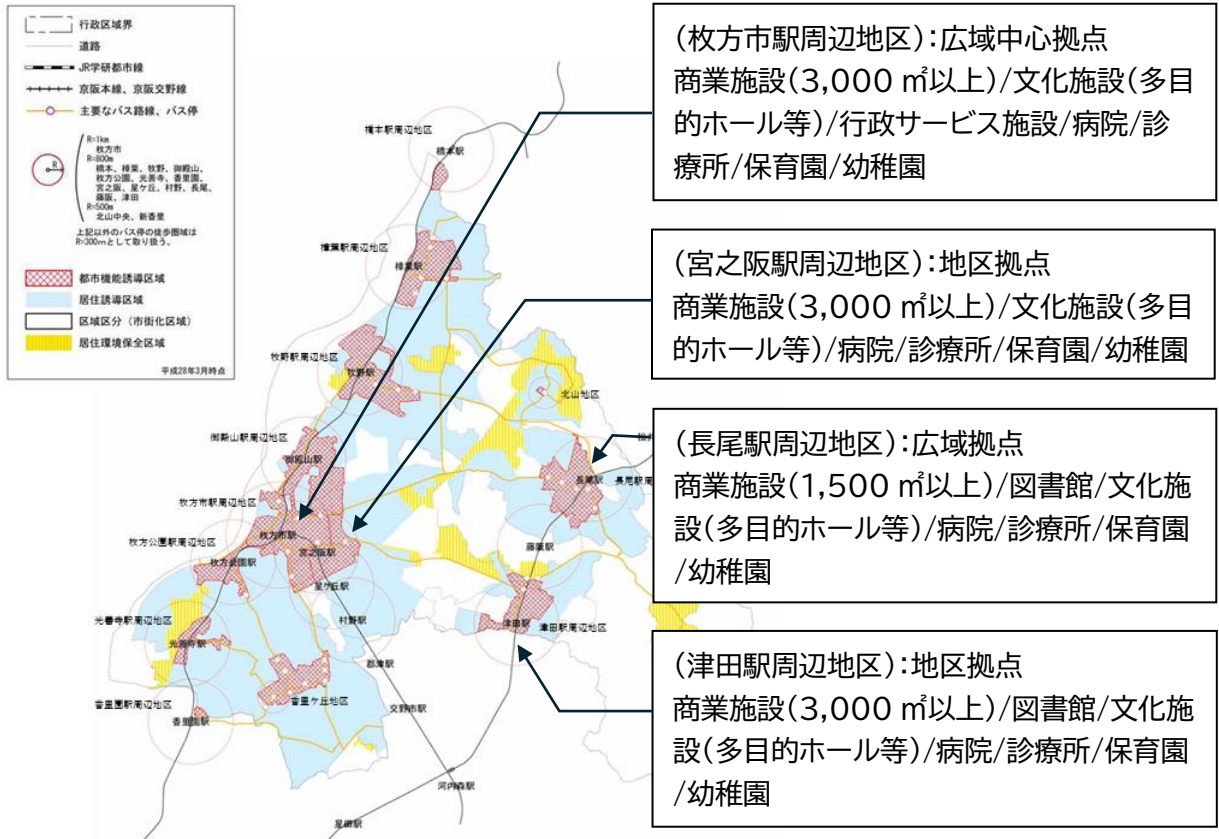 行政区域界
道路
JR学研都市線
京阪本線、京阪交野線
主要なバス路線、バス停
R
R=1km
枚方市
R=800m
橋本、樟葉、牧野、御殿山、
枚方公園、光善寺、香里園、
宮之阪、星ケ丘、村野、長尾、
藤阪、津田
R=500m
北山中央、新香里
上記以外のバス停の徒歩圏域は
R=300mとして取り扱う。
都市機能誘導区域
居住誘導区域
区域区分(市街化区域)
居住環境保全区域
平成28年3月時点
橋本駅周辺地区
橋本駅
樟葉駅周辺地区
樟葉駅
牧野駅周辺地区
牧野駅
北山地区
御殿山駅周辺地区
御殿山駅
長尾駅
枚方市駅周辺地区
枚方市駅
枚方公園駅周辺地区
宮之阪駅
藤阪駅
枚方公園駅
星ケ丘駅
光善寺駅周辺地区
村野駅
津田駅
津田駅周辺地区
光善寺駅
郡津駅
香里ケ丘地区
香里園駅周辺地区
交野市駅
香里園駅
河内森駅
星田駅
(枚方市駅周辺地区):広域中心拠点
商業施設(3,000 ㎡以上)/文化施設(多目
的ホール等)/行政サービス施設/病院/診
療所/保育園/幼稚園
(宮之阪駅周辺地区):地区拠点
商業施設(3,000 ㎡以上)/文化施設(多目
的ホール等)/病院/診療所/保育園/幼稚園
(長尾駅周辺地区):広域拠点
商業施設(1,500 ㎡以上)/図書館/文化施
設(多目的ホール等)/病院/診療所/保育園
/幼稚園
(津田駅周辺地区):地区拠点
商業施設(3,000 ㎡以上)/図書館/文化施
設(多目的ホール等)/病院/診療所/保育園
/幼稚園